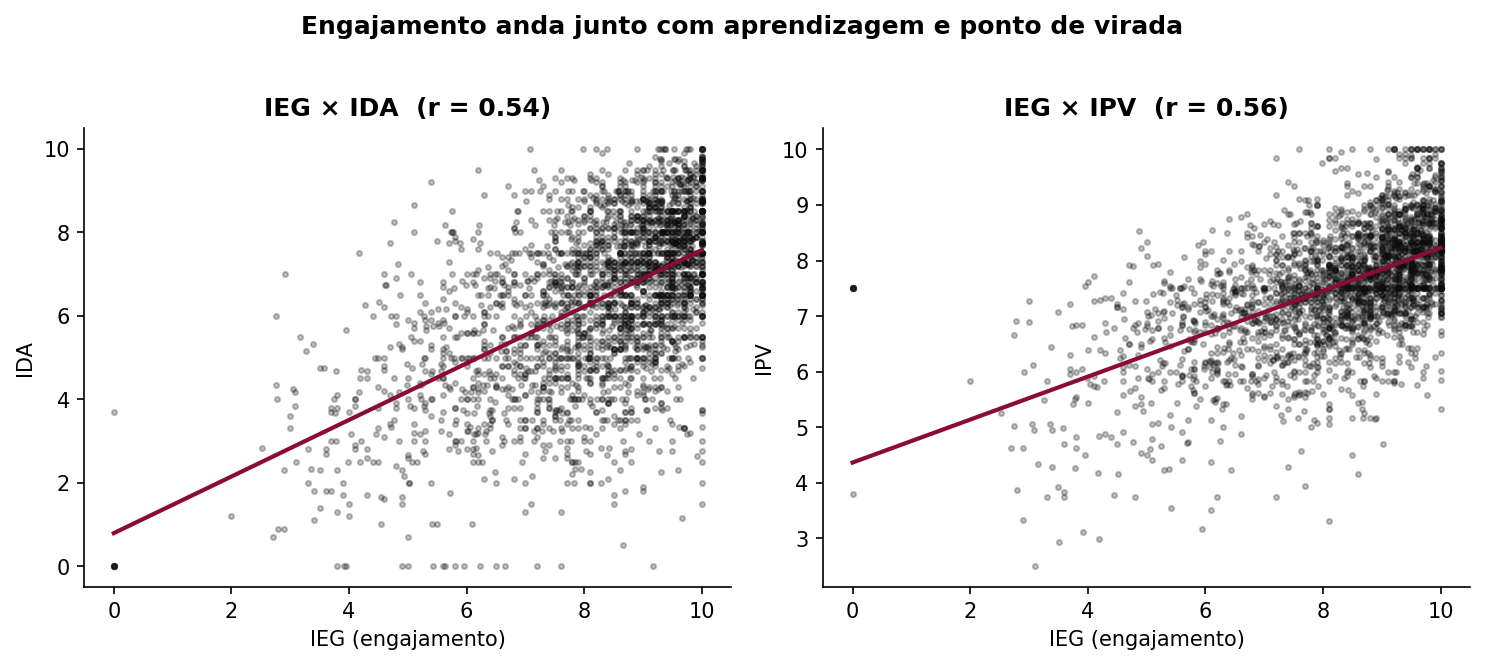 Engajamento anda junto com aprendizagem e ponto de virada
IEG × IDA (r = 0.54)
10
8
6
4
2
0
IDA
0 2 4 6 8 10
IEG (engajamento)
IEG × IPV (r = 0.56)
10
9
8
7
6
5
4
3
IPV
0 2 4 6 8 10
IEG (engajamento)